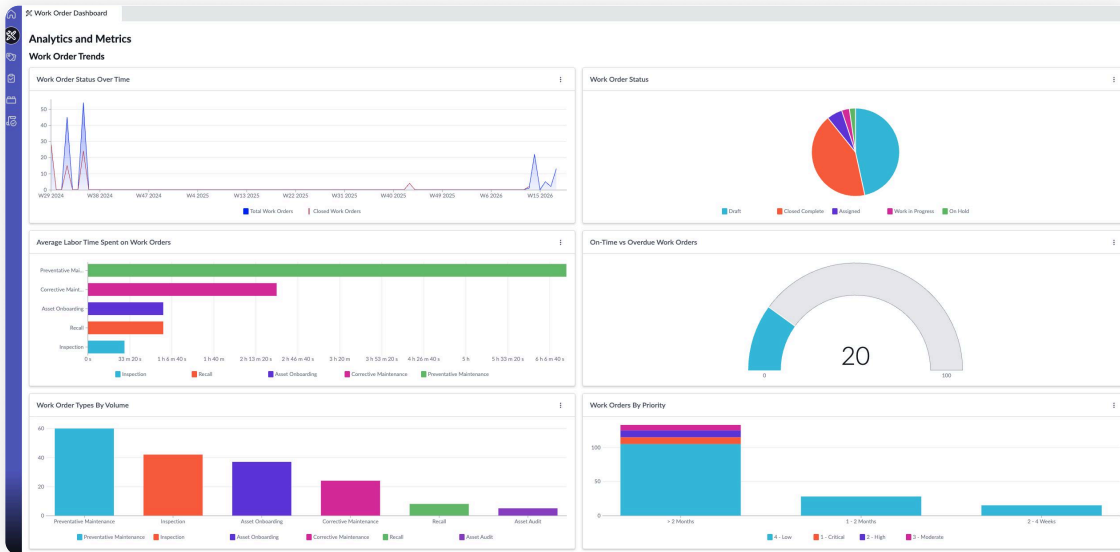 Work Order Dashboard
Analytics and Metrics
Work Order Trends
Work Order Status Over Time
50
40
30
20
10
0
W29 2024 W38 2024 W47 2024 W4 2025 W13 2025 W22 2025 W31 2025 W40 2025 W49 2025 W6 2026 W15 2026
Total Work Orders Closed Work Orders
Work Order Status
Draft Closed Complete Assigned Work in Progress On Hold
Average Labor Time Spent on Work Orders
Preventative Mai...
Corrective Maint...
Asset Onboarding
Recall
Inspection
0 s 33 m 20 s 1 h 6 m 40 s 1 h 40 m 2 h 13 m 20 s 2 h 46 m 40 s 3 h 20 m 3 h 53 m 20 s 4 h 26 m 40 s 5 h 5 h 33 m 20 s 6 h 6 m 40 s
Inspection Recall Asset Onboarding Corrective Maintenance Preventative Maintenance
On-Time vs Overdue Work Orders
20
0 100
Work Order Types By Volume
60
40
20
0
Preventative Maintenance Inspection Asset Onboarding Corrective Maintenance Recall Asset Audit
Preventative Maintenance Inspection Asset Onboarding Corrective Maintenance Recall Asset Audit
Work Orders By Priority
100
50
0
> 2 Months 1 - 2 Months 2 - 4 Weeks
4 - Low 1 - Critical 2 - High 3 - Moderate